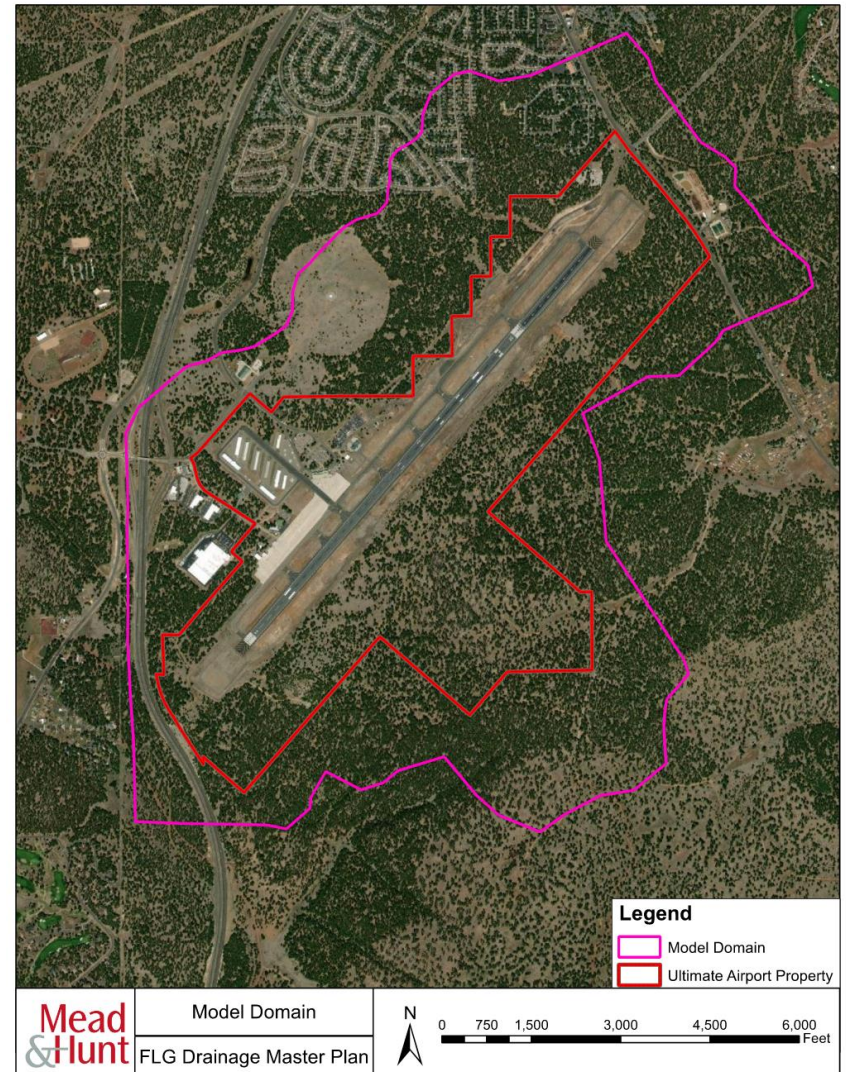 Legend
Model Domain
Ultimate Airport Property
Mead
&Hunt
Model Domain
FLG Drainage Master Plan
N
0 750 1,500 3,000 4,500 6,000
Feet